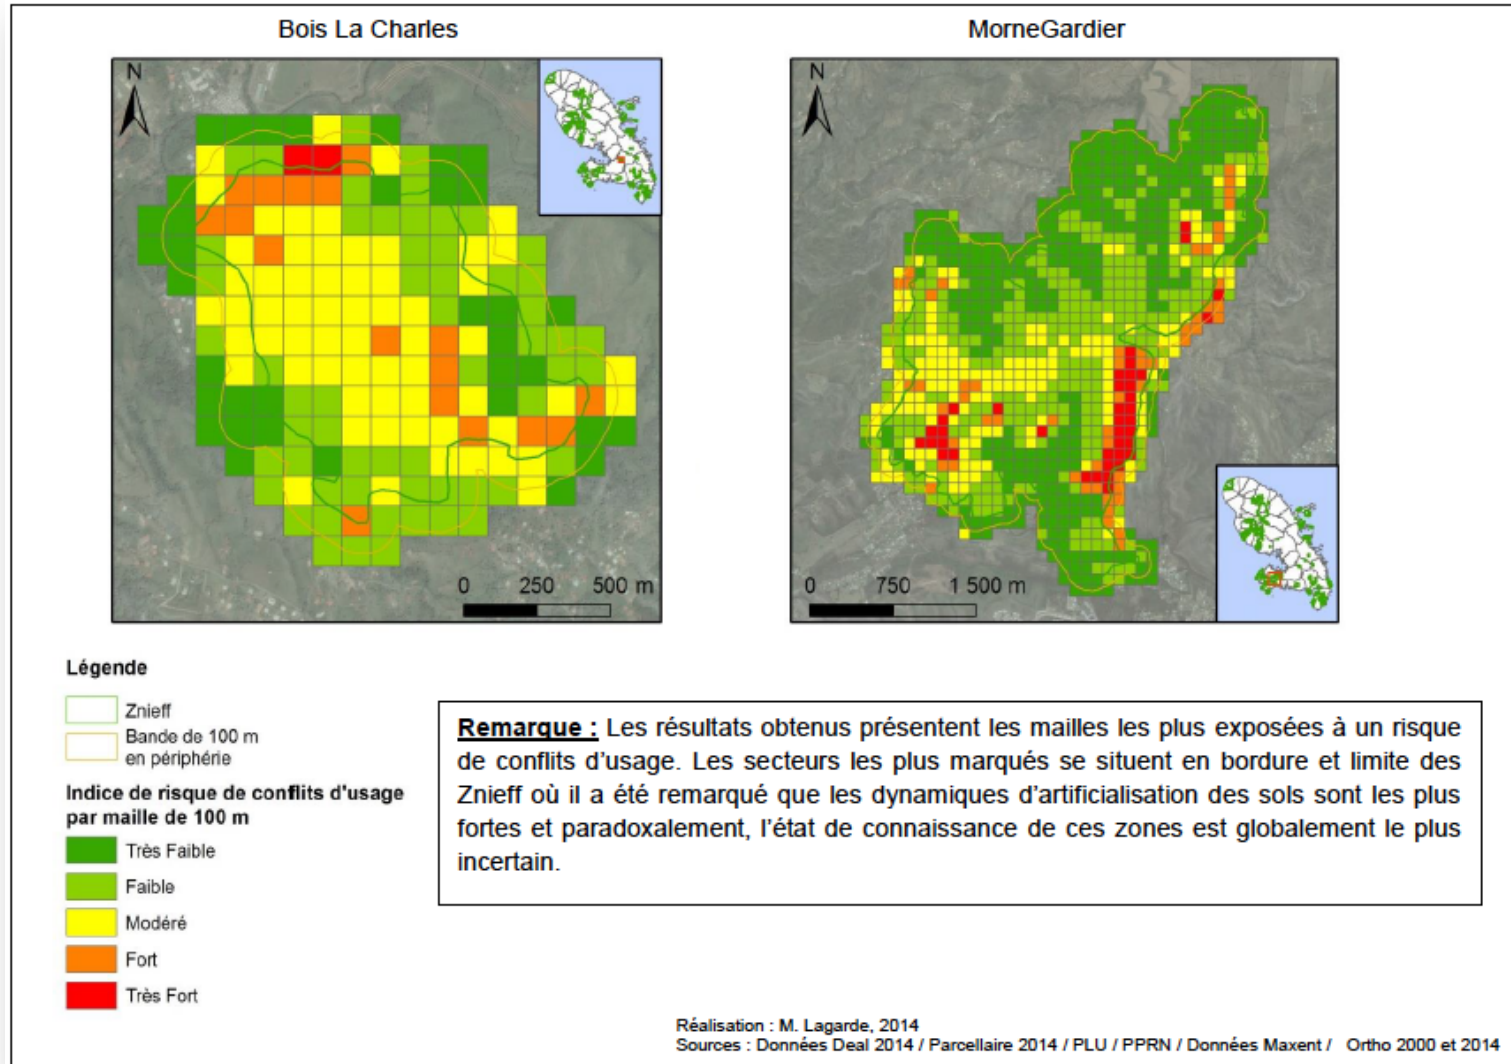 Bois La Charles
MorneGardier
N
0 250 500 m
N
0 750 1 500 m
Légende
Znieff
Bande de 100 m
en périphérie
Indice de risque de conflits d'usage
par maille de 100 m
Très Faible
Faible
Modéré
Fort
Très Fort
Remarque : Les résultats obtenus présentent les mailles les plus exposées à un risque
de conflits d'usage. Les secteurs les plus marqués se situent en bordure et limite des
Znieff où il a été remarqué que les dynamiques d'artificialisation des sols sont les plus
fortes et paradoxalement, l'état de connaissance de ces zones est globalement le plus
incertain.
Réalisation : M. Lagarde, 2014
Sources : Données Deal 2014 / Parcellaire 2014 / PLU / PPRN / Données Maxent / Ortho 2000 et 2014